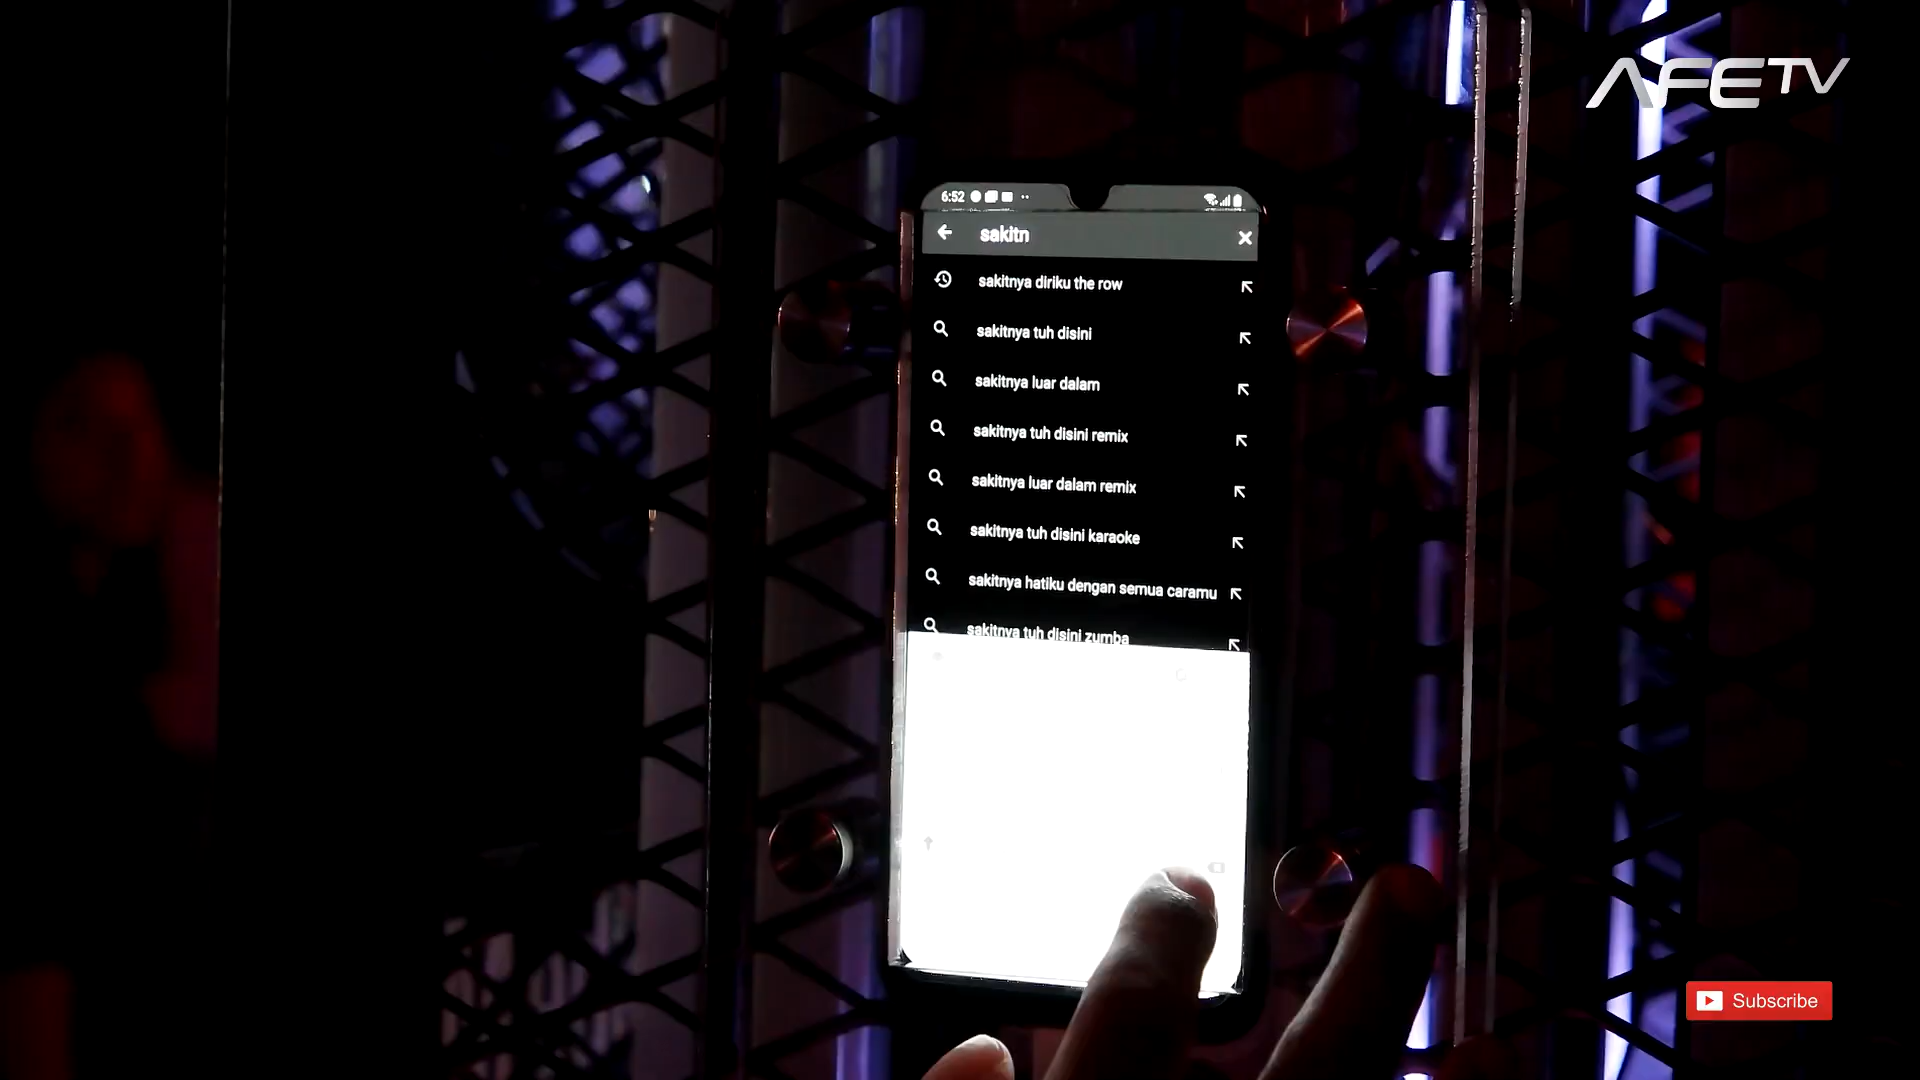 AFETV
6:52
sakitn
sakitnya diriku the row
sakitnya tuh disini
sakitnya luar dalam
sakitnya tuh disini remix
sakitnya luar dalam remix
sakitnya tuh disini karaoke
sakitnya hatiku dengan semua caramu
sakitnya tuh disini zumba
Subscribe